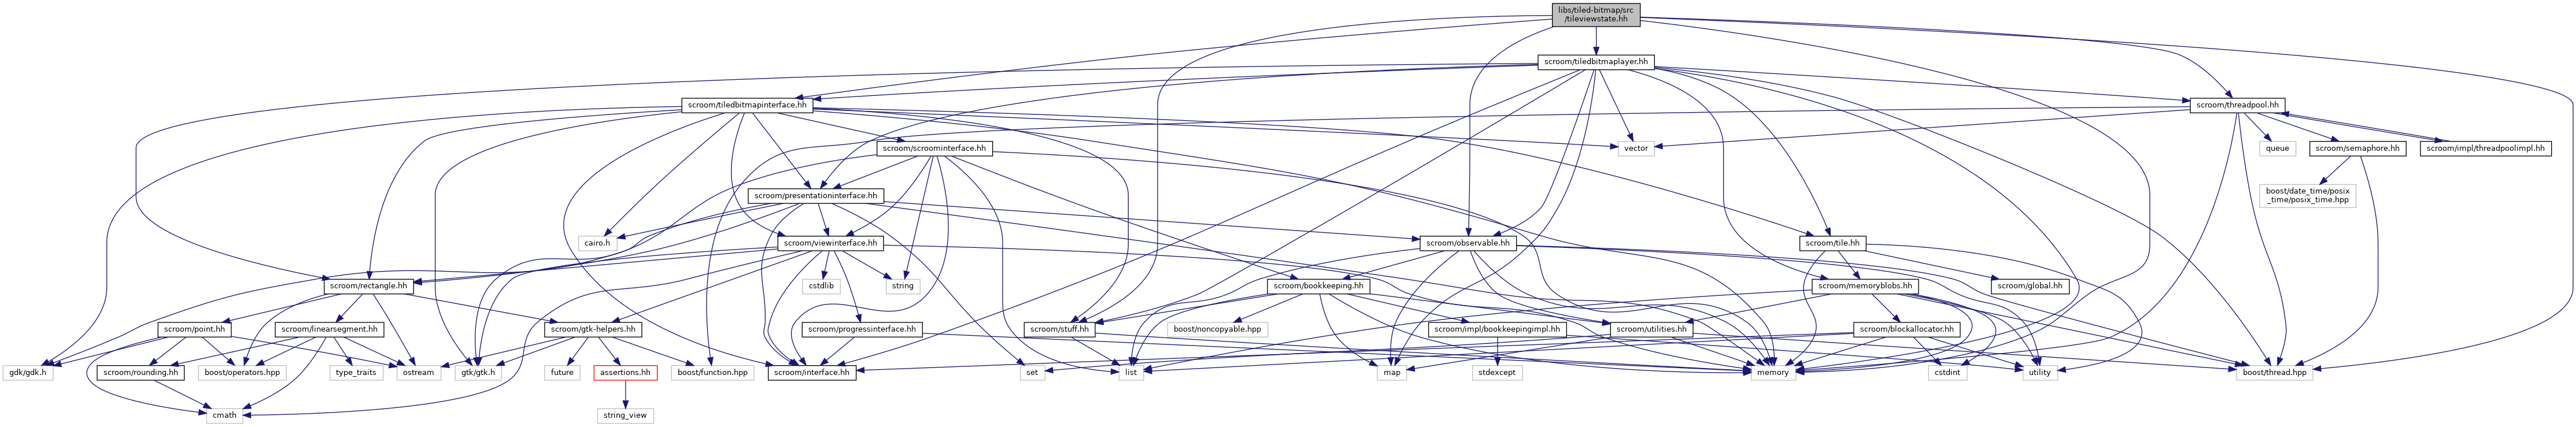 libs/tiled-bitmap/src
/tileviewstate.hh
scroom/tiledbitmaplayer.hh
scroom/tiledbitmapinterface.hh
scroom/threadpool.hh
scroom/scroominterface.hh
vector
queue
scroom/semaphore.hh
scroom/impl/threadpoolimpl.hh
scroom/presentationinterface.hh
boost/date_time/posix
_time/posix_time.hpp
cairo.h
scroom/viewinterface.hh
scroom/observable.hh
scroom/tile.hh
scroom/rectangle.hh
cstdlib
string
scroom/bookkeeping.hh
scroom/memoryblobs.hh
scroom/global.hh
scroom/point.hh
scroom/linearsegment.hh
scroom/gtk-helpers.hh
scroom/progressinterface.hh
scroom/stuff.hh
boost/noncopyable.hpp
scroom/impl/bookkeepingimpl.hh
scroom/utilities.hh
scroom/blockallocator.hh
gdk/gdk.h
scroom/rounding.hh
boost/operators.hpp
type_traits
ostream
gtk/gtk.h
future
assertions.hh
boost/function.hpp
scroom/interface.hh
set
list
map
stdexcept
memory
cstdint
utility
boost/thread.hpp
cmath
string_view